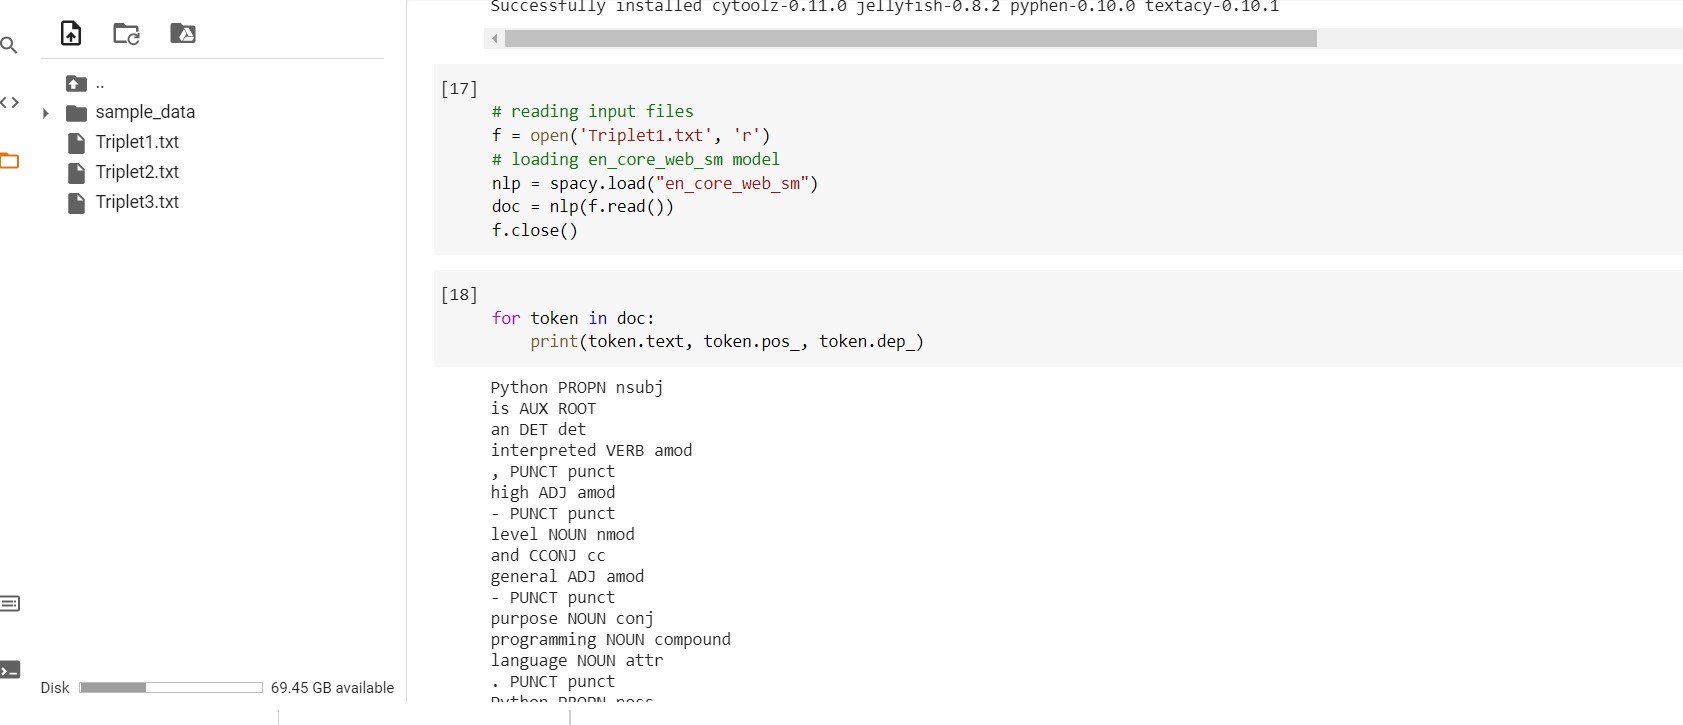 Successfully installed cytoolz-0.11.0 jellyfish-0.8.2 pyphen-0.10.0 textacy-0.10.1
..
sample_data
Triplet1.txt
Triplet2.txt
Triplet3.txt
Disk 69.45 GB available
[17]
# reading input files
f = open('Triplet1.txt', 'r')
# loading en_core_web_sm model
nlp = spacy.load("en_core_web_sm")
doc = nlp(f.read())
f.close()
[18]
for token in doc:
    print(token.text, token.pos_, token.dep_)
Python PROPN nsubj
is AUX ROOT
an DET det
interpreted VERB amod
, PUNCT punct
high ADJ amod
- PUNCT punct
level NOUN nmod
and CCONJ cc
general ADJ amod
- PUNCT punct
purpose NOUN conj
programming NOUN compound
language NOUN attr
. PUNCT punct
Python PROPN poss